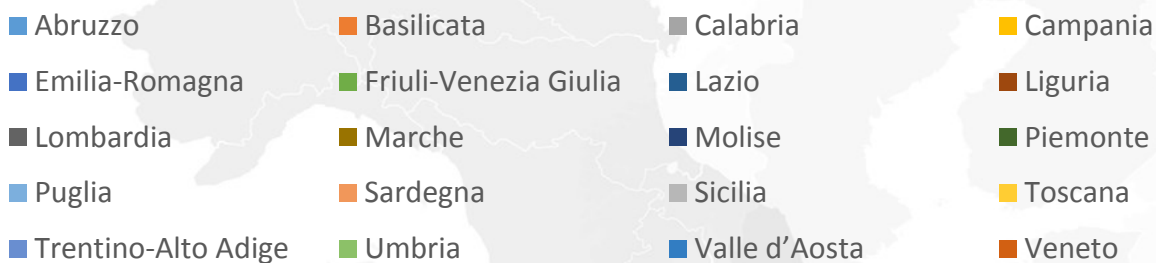 Abruzzo Basilicata Calabria Campania
Emilia-Romagna Friuli-Venezia Giulia Lazio Liguria
Lombardia Marche Molise Piemonte
Puglia Sardegna Sicilia Toscana
Trentino-Alto Adige Umbria Valle d’Aosta Veneto